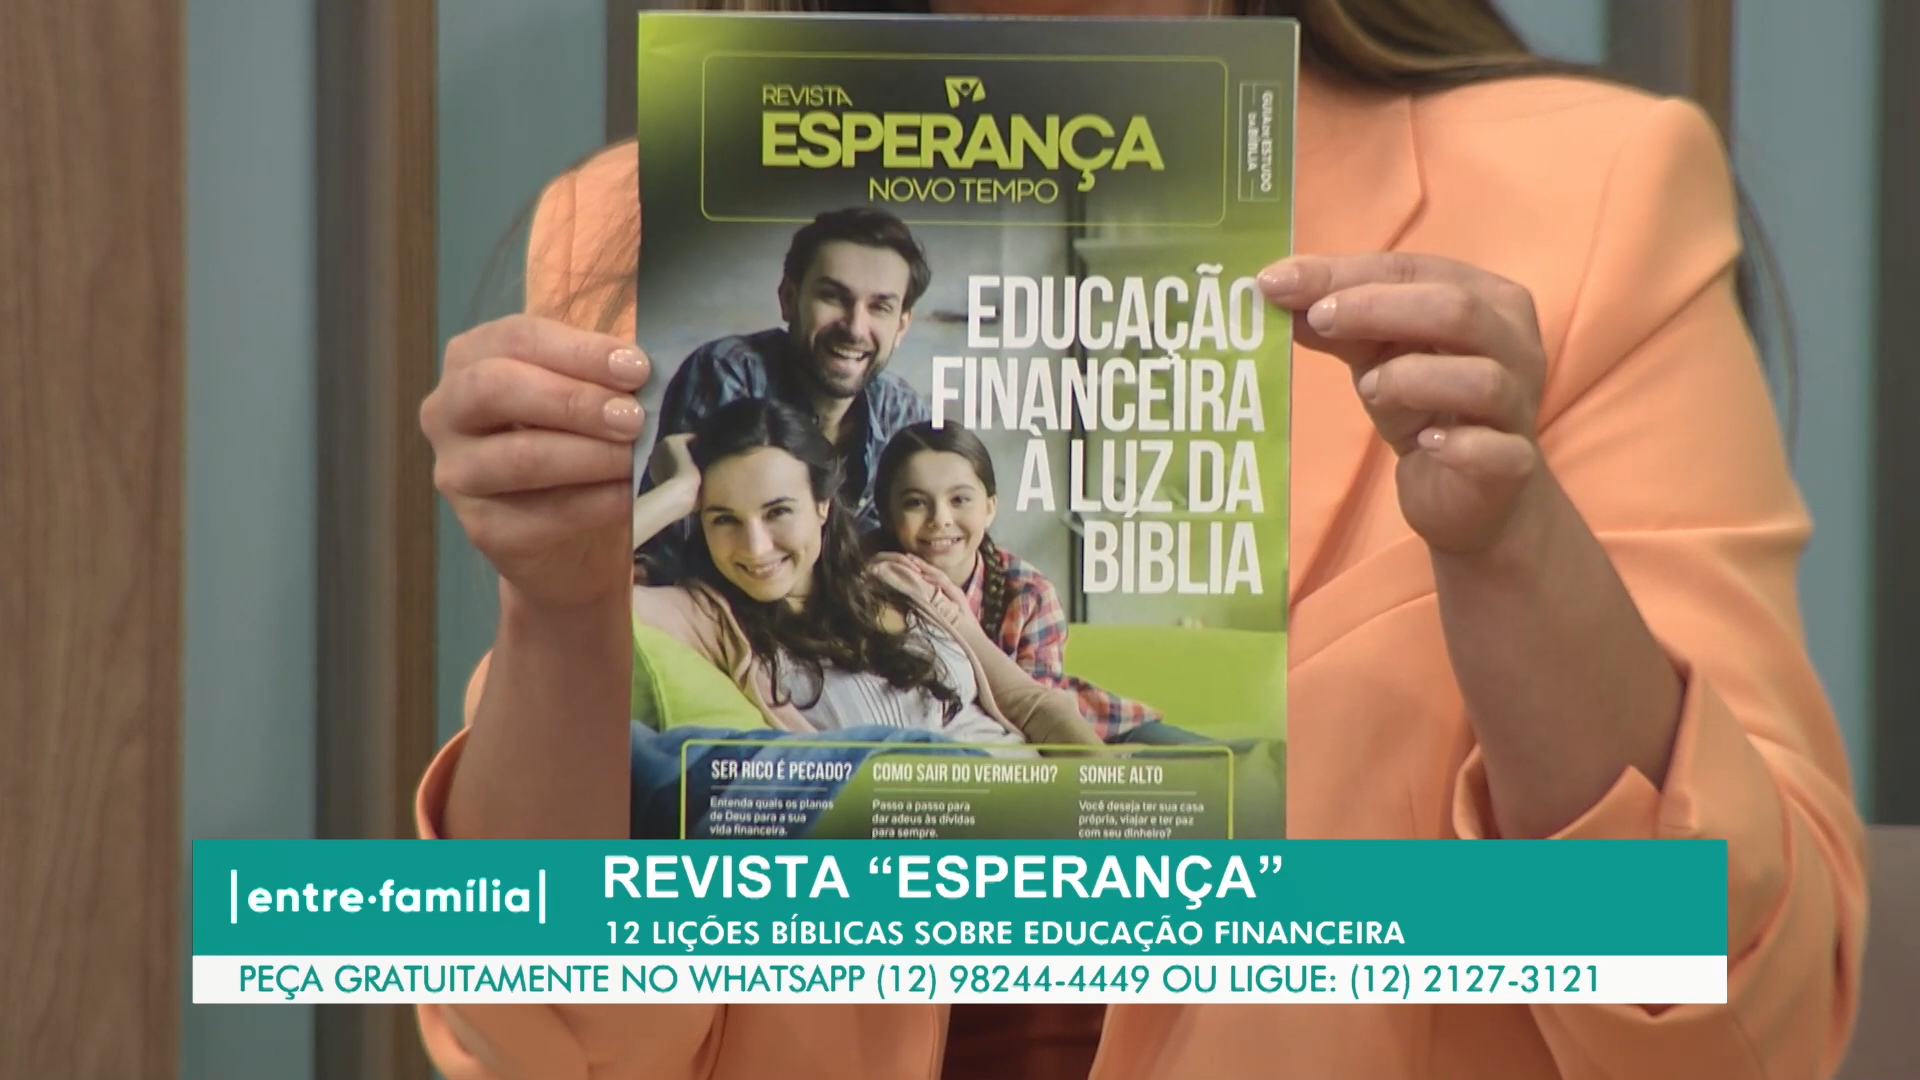 REVISTA
ESPERANÇA
NOVO TEMPO
GUIA DE ESTUDO
DA BÍBLIA
EDUCAÇÃO
FINANCEIRA
À LUZ DA
BÍBLIA
SER RICO É PECADO?
Entenda quais os planos
de Deus para a sua
vida financeira.
COMO SAIR DO VERMELHO?
Passo a passo para
dar adeus às dívidas
para sempre.
SONHE ALTO
Você deseja ter sua casa
própria, viajar e ter paz
com seu dinheiro?
|entre·família|
REVISTA “ESPERANÇA”
12 LIÇÕES BÍBLICAS SOBRE EDUCAÇÃO FINANCEIRA
PEÇA GRATUITAMENTE NO WHATSAPP (12) 98244-4449 OU LIGUE: (12) 2127-3121